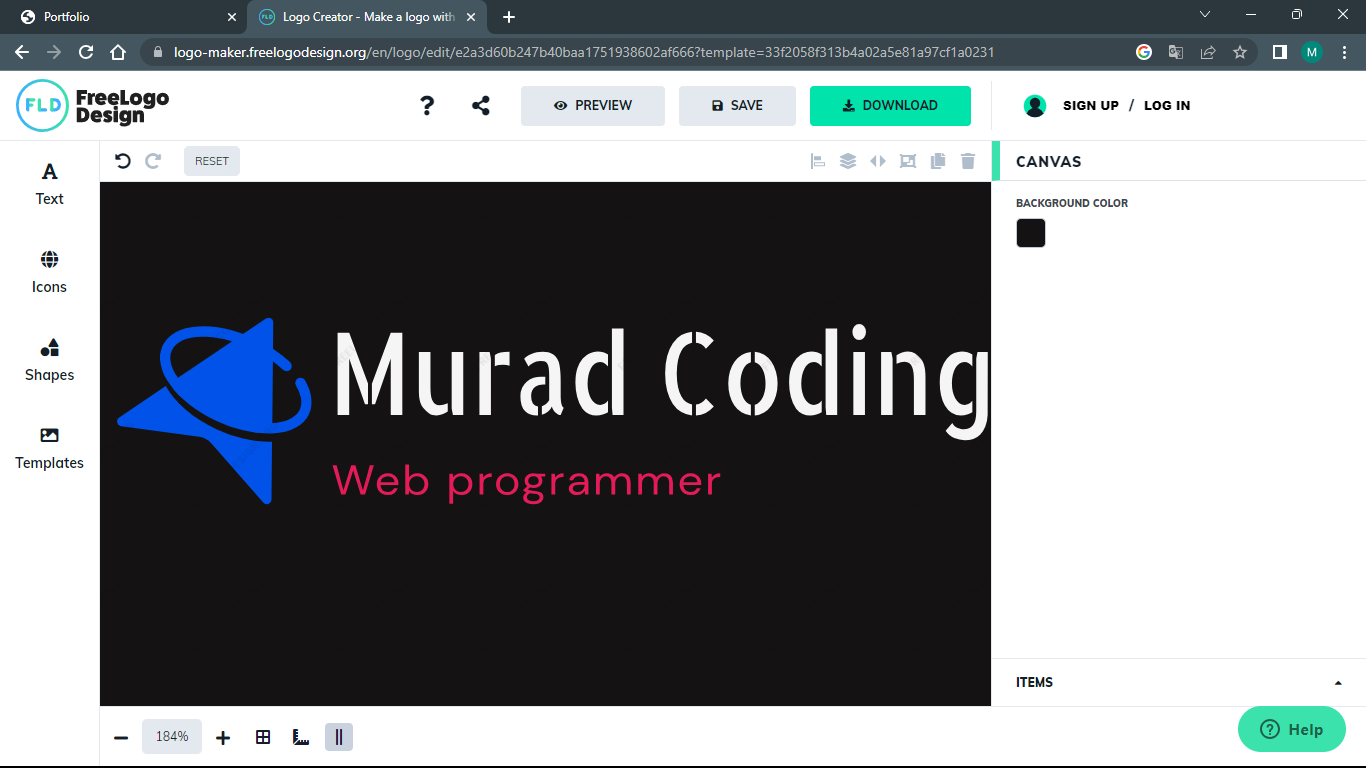 Portfolio
Logo Creator - Make a logo with
logo-maker.freelogodesign.org/en/logo/edit/e2a3d60b247b40baa1751938602af666?template=33f2058f313b4a02a5e81a97cf1a0231
M
FLD FreeLogo Design
?
PREVIEW
SAVE
DOWNLOAD
SIGN UP / LOG IN
Text
Icons
Shapes
Templates
RESET
CANVAS
BACKGROUND COLOR
Murad Coding
Web programmer
ITEMS
184%
Help